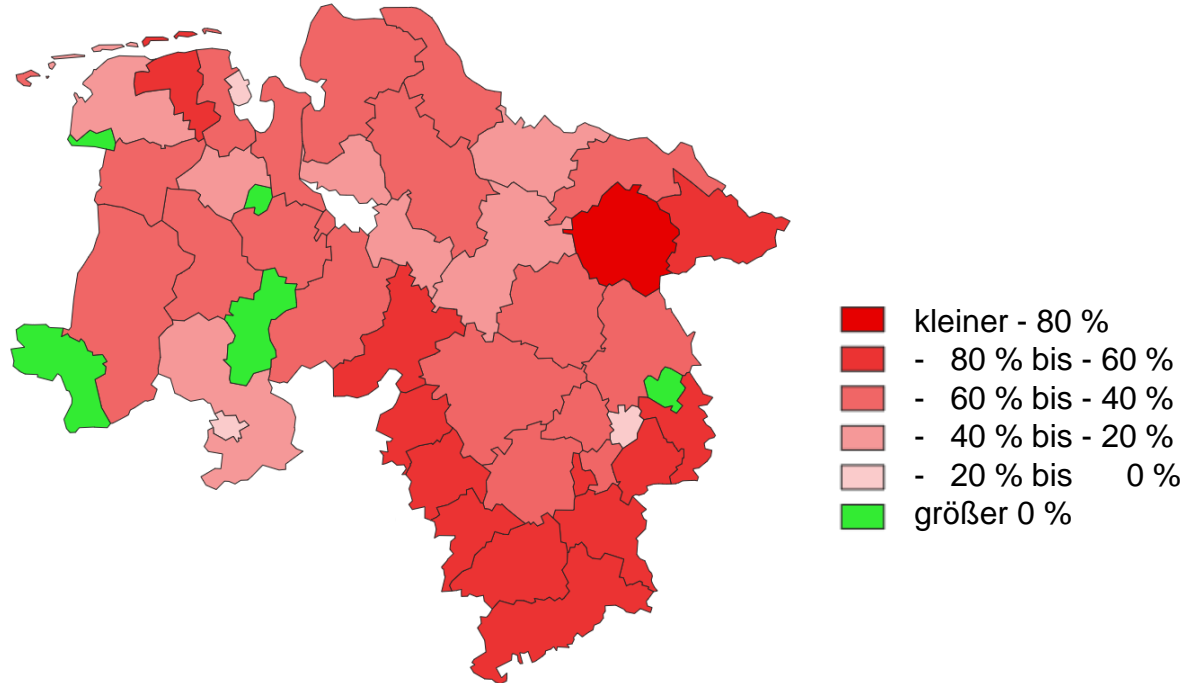 kleiner - 80 %
- 80 % bis - 60 %
- 60 % bis - 40 %
- 40 % bis - 20 %
- 20 % bis 0 %
größer 0 %